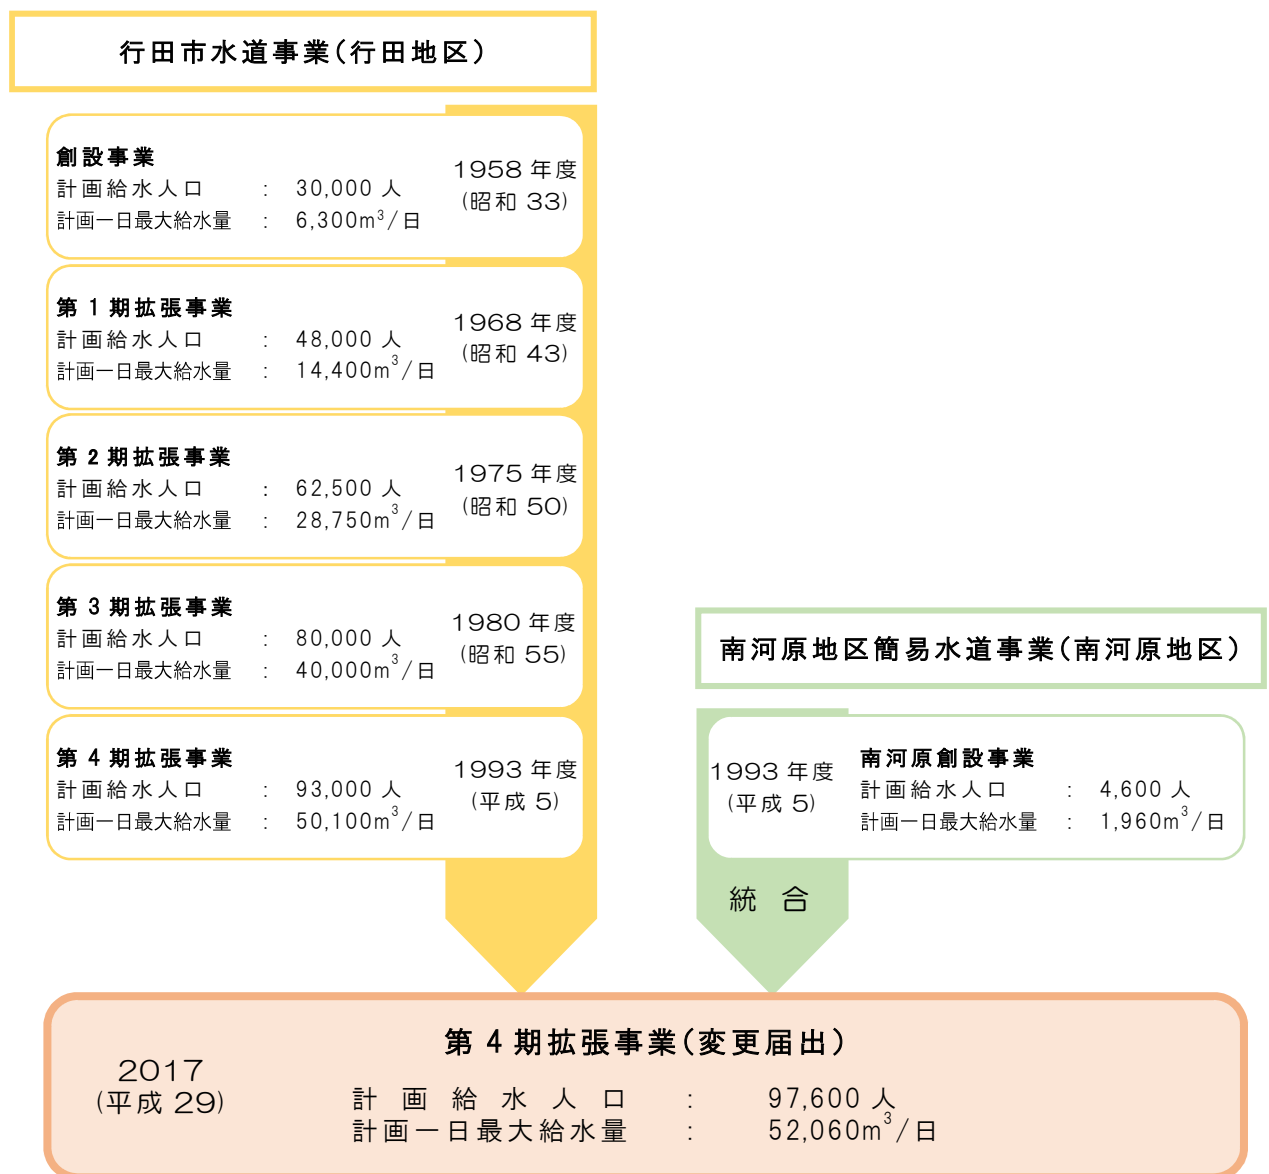 行田市水道事業（行田地区）
創設事業
計画給水人口 : 30,000 人
計画一日最大給水量 : 6,300m³/日
1958 年度
(昭和 33)
第 1 期拡張事業
計画給水人口 : 48,000 人
計画一日最大給水量 : 14,400m³/日
1968 年度
(昭和 43)
第 2 期拡張事業
計画給水人口 : 62,500 人
計画一日最大給水量 : 28,750m³/日
1975 年度
(昭和 50)
第 3 期拡張事業
計画給水人口 : 80,000 人
計画一日最大給水量 : 40,000m³/日
1980 年度
(昭和 55)
第 4 期拡張事業
計画給水人口 : 93,000 人
計画一日最大給水量 : 50,100m³/日
1993 年度
(平成 5)
南河原地区簡易水道事業（南河原地区）
1993 年度
(平成 5)
南河原創設事業
計画給水人口 : 4,600 人
計画一日最大給水量 : 1,960m³/日
統 合
第 4 期拡張事業（変更届出）
2017
(平成 29)
計画給水人口 : 97,600 人
計画一日最大給水量 : 52,060m³/日